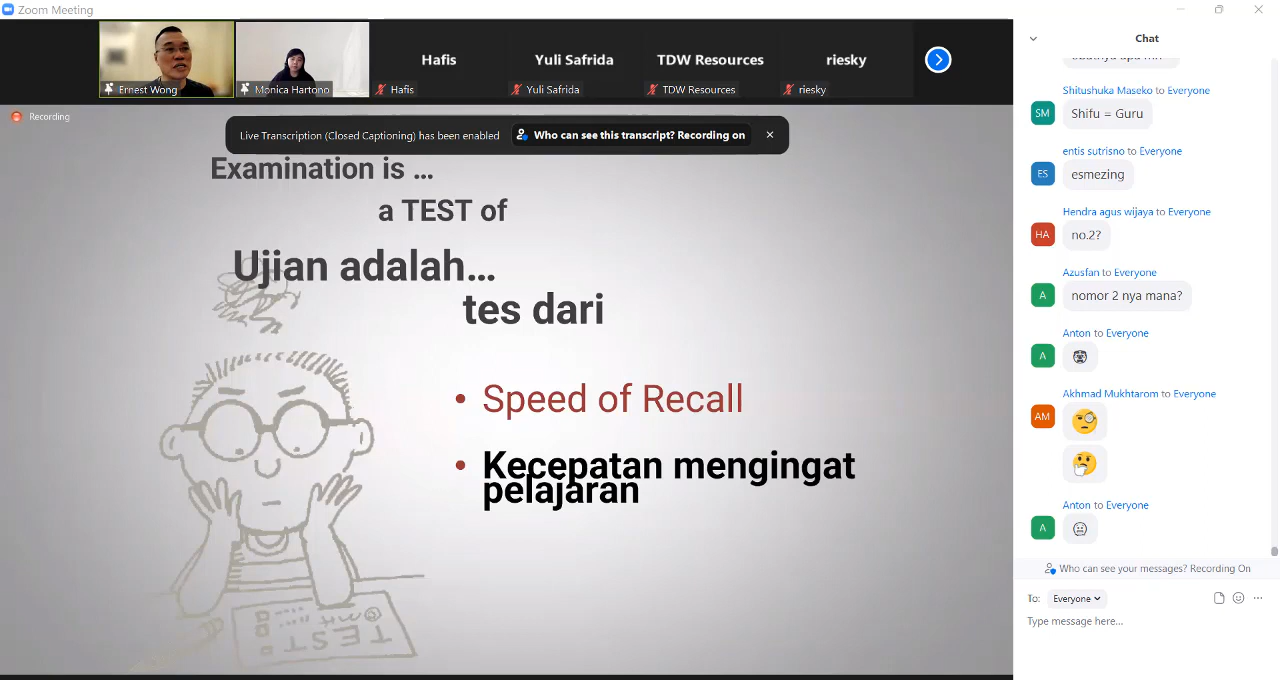 Zoom Meeting
Ernest Wong
Monica Hartono
Hafis
Hafis
Yuli Safrida
Yuli Safrida
TDW Resources
TDW Resources
riesky
riesky
Recording
Live Transcription (Closed Captioning) has been enabled
Who can see this transcript? Recording on
Examination is ...
a TEST of
Ujian adalah...
tes dari
• Speed of Recall
• Kecepatan mengingat
pelajaran
TEST
Chat
Shitushuka Maseko to Everyone
SM
Shifu = Guru
entis sutrisno to Everyone
ES
esmezing
Hendra agus wijaya to Everyone
HA
no.2?
Azusfan to Everyone
A
nomor 2 nya mana?
Anton to Everyone
A
Akhmad Mukhtarom to Everyone
AM
Anton to Everyone
A
Who can see your messages? Recording On
To: Everyone
Type message here...